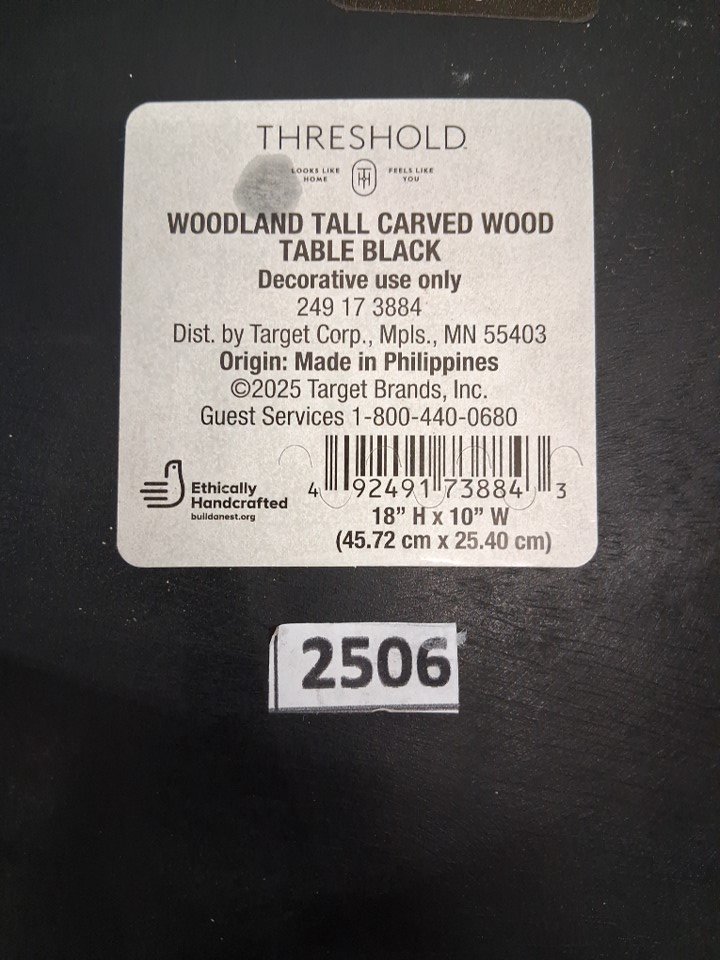 THRESHOLD
LOOKS LIKE HOME FEELS LIKE YOU
WOODLAND TALL CARVED WOOD
TABLE BLACK
Decorative use only
249 17 3884
Dist. by Target Corp., Mpls., MN 55403
Origin: Made in Philippines
©2025 Target Brands, Inc.
Guest Services 1-800-440-0680
Ethically
Handcrafted
buildanest.org
4 92491 73884 3
18” H x 10” W
(45.72 cm x 25.40 cm)
2506